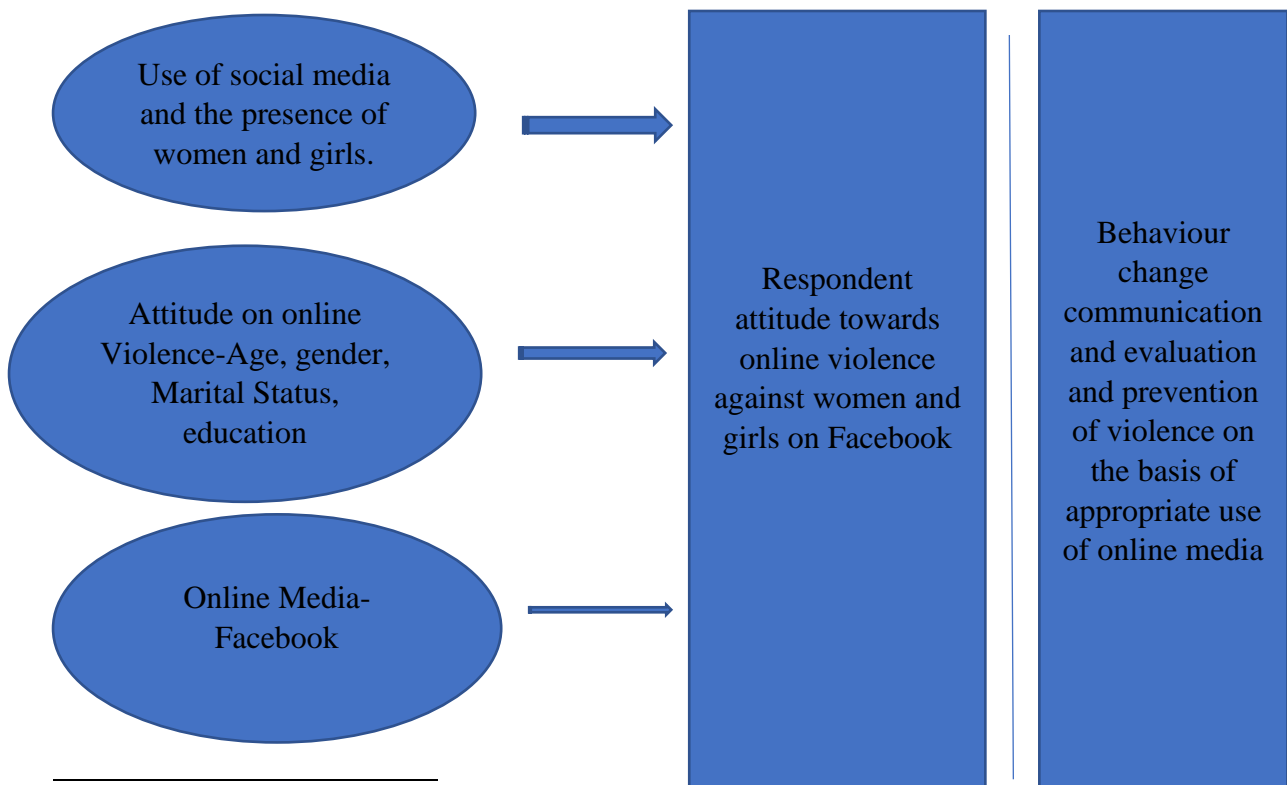 Use of social media
and the presence of
women and girls.
Attitude on online
Violence-Age, gender,
Marital Status,
education
Online Media-
Facebook
Respondent
attitude towards
online violence
against women and
girls on Facebook
Behaviour
change
communication
and evaluation
and prevention
of violence on
the basis of
appropriate use
of online media